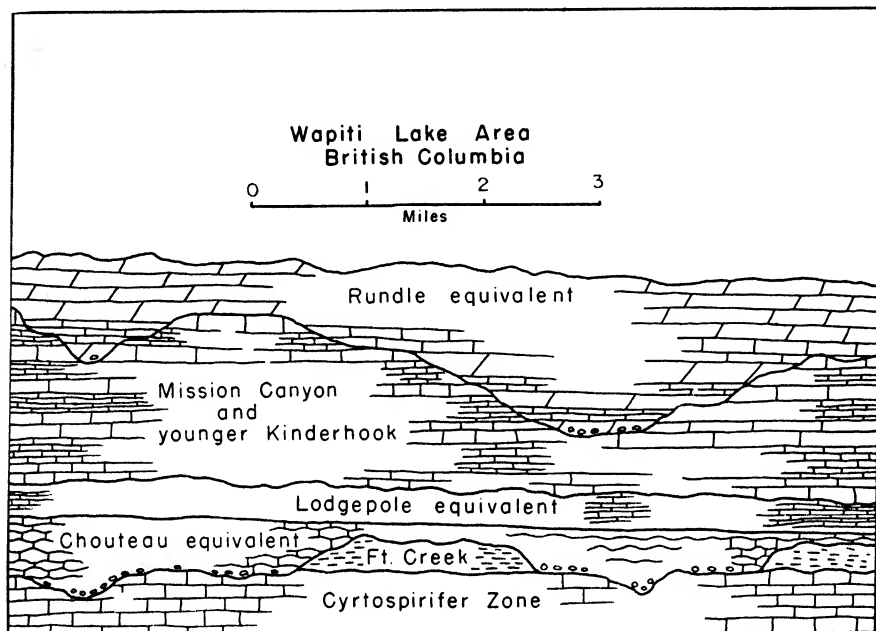 Wapiti Lake Area
British Columbia
0 1 2 3
Miles
Rundle equivalent
Mission Canyon
and
younger Kinderhook
Lodgepole equivalent
Chouteau equivalent
Ft. Creek
Cyrtospirifer Zone